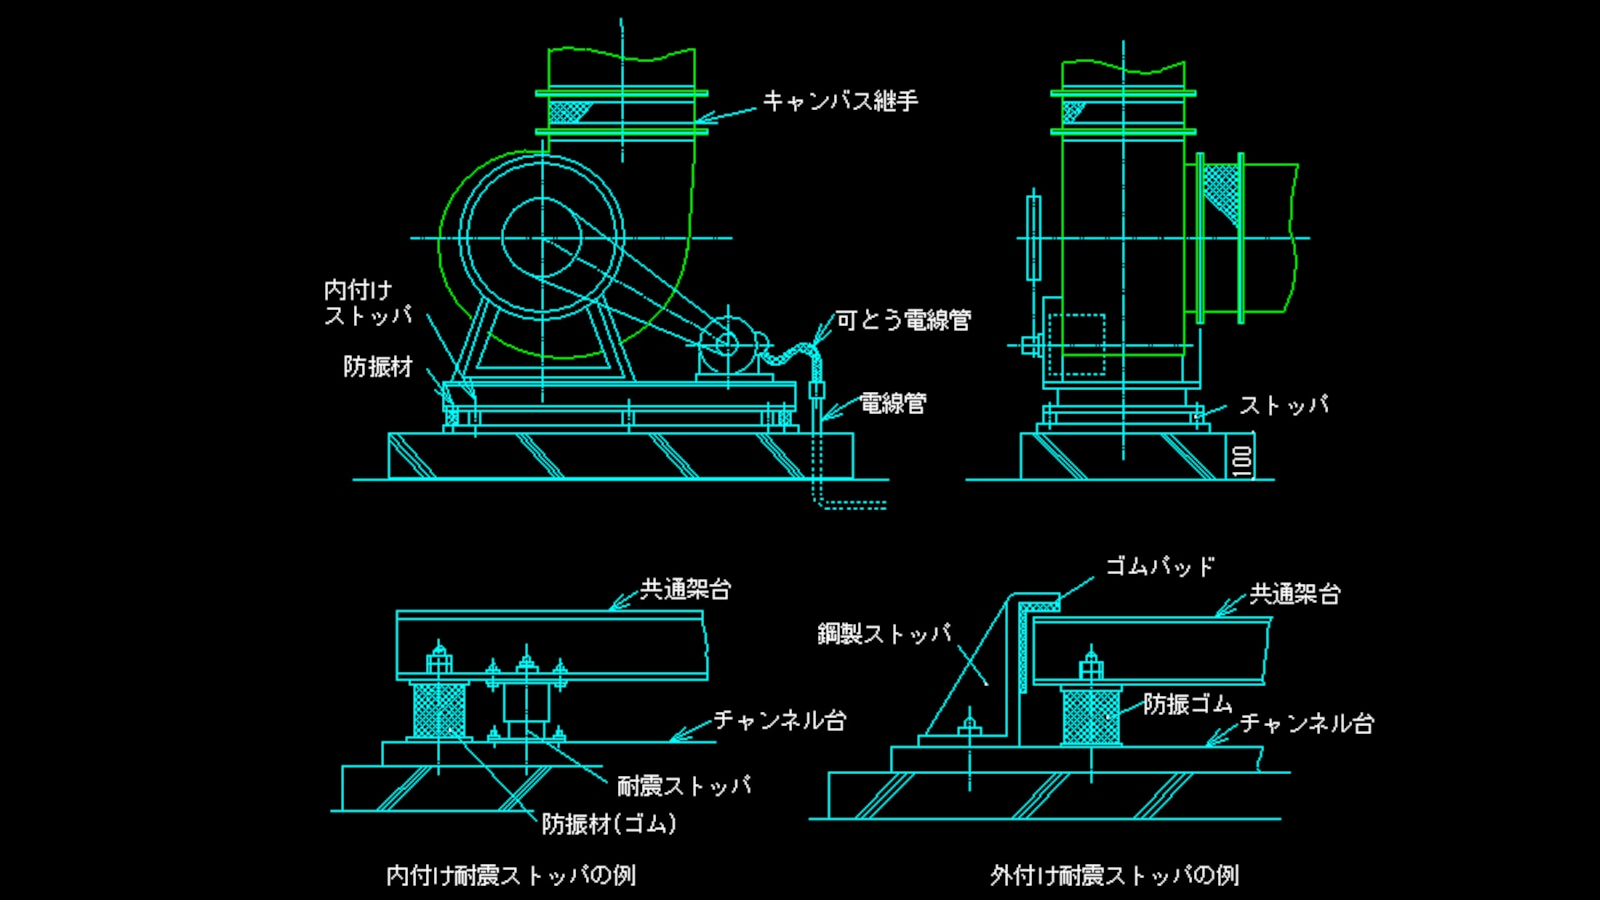 キャンバス継手
内付け
ストッパ
防振材
可とう電線管
電線管
ストッパ
100
共通架台
チャンネル台
耐震ストッパ
防振材(ゴム)
内付け耐震ストッパの例
ゴムパッド
共通架台
鋼製ストッパ
防振ゴム
チャンネル台
外付け耐震ストッパの例